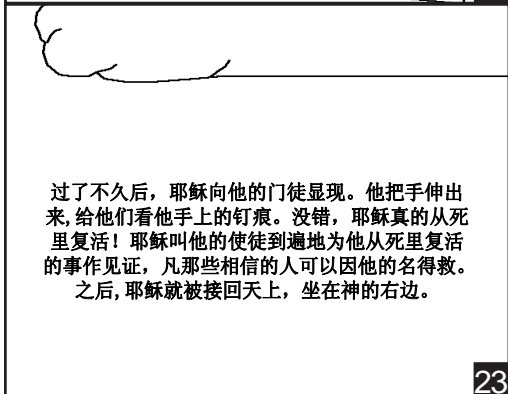 过了不久后，耶稣向他的门徒显现。他把手伸出
来,给他们看他手上的钉痕。没错，耶稣真的从死
里复活！耶稣叫他的使徒到遍地为他从死里复活
的事作见证，凡那些相信的人可以因他的名得救。
之后,耶稣就被接回天上，坐在神的右边。
23